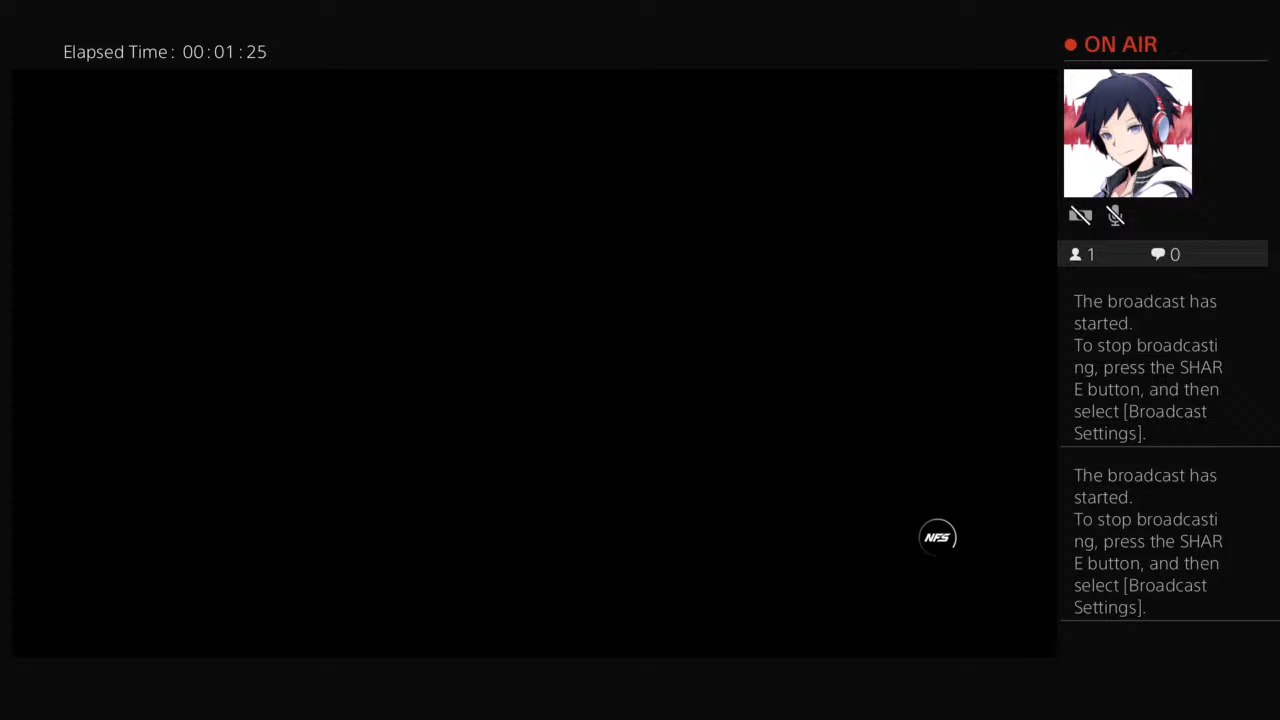 Elapsed Time: 00:01:25
ON AIR
1 0
The broadcast has
started.
To stop broadcasti
ng, press the SHAR
E button, and then
select [Broadcast
Settings].
The broadcast has
started.
To stop broadcasti
ng, press the SHAR
E button, and then
select [Broadcast
Settings].
NFS